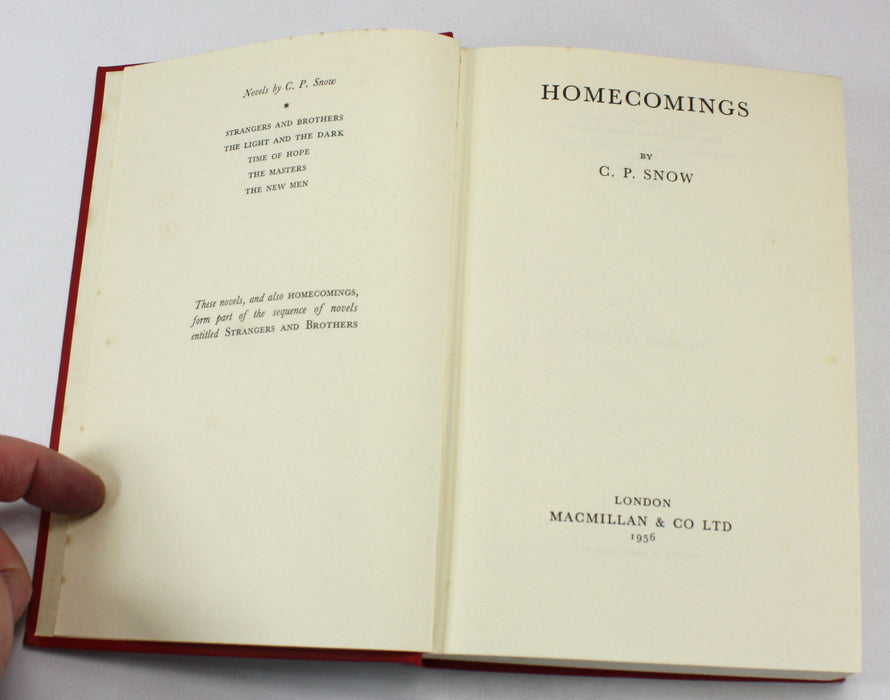 Novels by C. P. Snow
*
STRANGERS AND BROTHERS
THE LIGHT AND THE DARK
TIME OF HOPE
THE MASTERS
THE NEW MEN
These novels, and also HOMECOMINGS,
form part of the sequence of novels
entitled STRANGERS AND BROTHERS
HOMECOMINGS
BY
C. P. SNOW
LONDON
MACMILLAN & CO LTD
1956